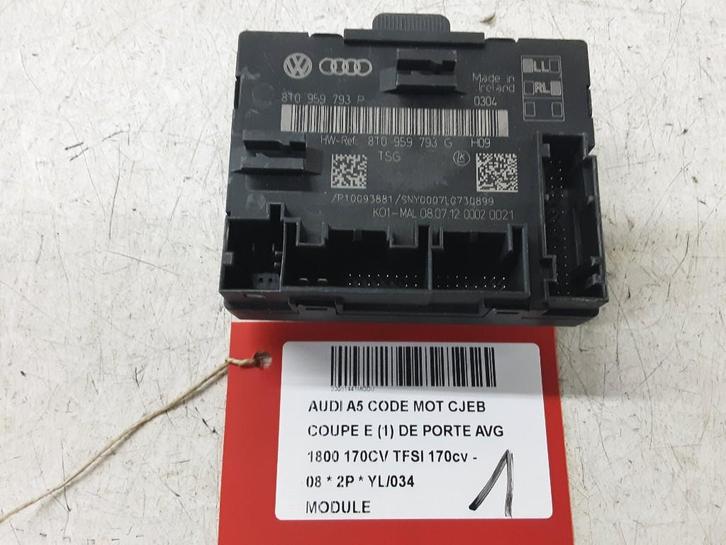 8T0 959 793 P
Made in
Ireland
0304
LL
RL
HW-Ref. 8T0 959 793 G H09
TSG
/P10093881/SNY0007L0730899
K01-MAL 08.07.12 0002 0021
AUDI A5 CODE MOT CJEB
COUPE E (1) DE PORTE AVG
1800 170CV TFSI 170cv -
08 * 2P * YL/034
MODULE
1